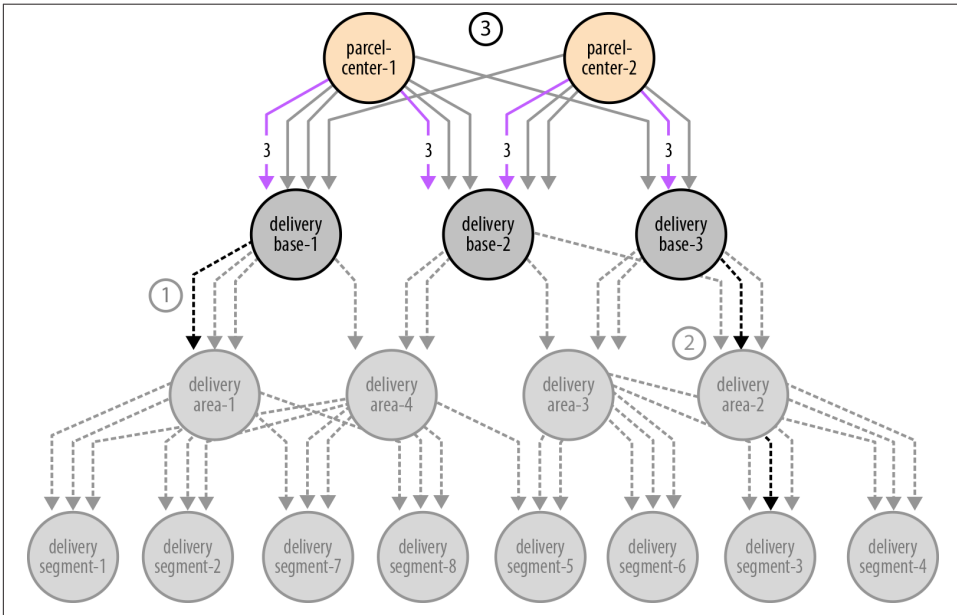 3
parcel-
center-1
parcel-
center-2
3
3
3
3
delivery
base-1
delivery
base-2
delivery
base-3
1
2
delivery
area-1
delivery
area-4
delivery
area-3
delivery
area-2
delivery
segment-1
delivery
segment-2
delivery
segment-7
delivery
segment-8
delivery
segment-5
delivery
segment-6
delivery
segment-3
delivery
segment-4